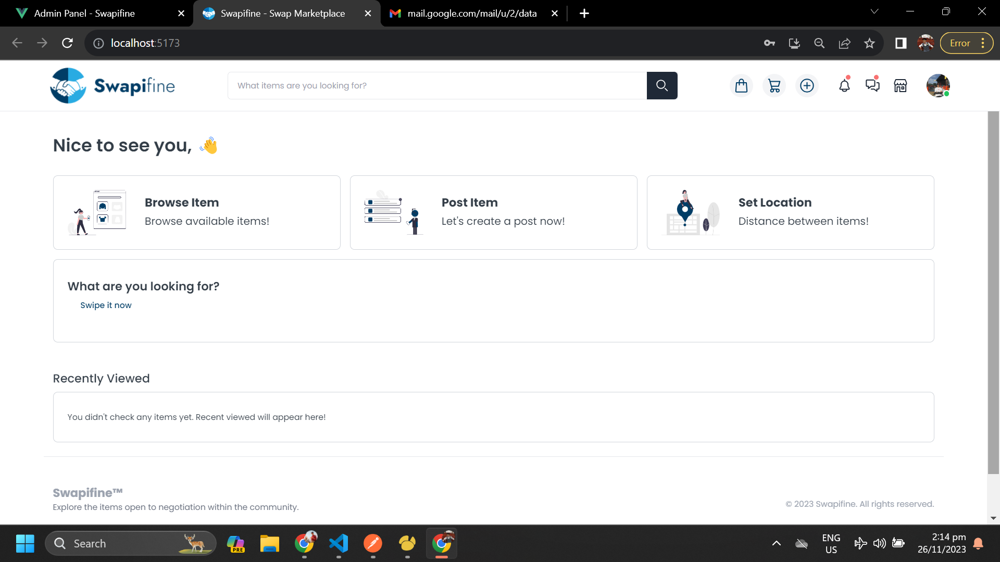 Admin Panel - Swapifine
Swapifine - Swap Marketplace
mail.google.com/mail/u/2/data
localhost:5173
Error
Swapifine
What items are you looking for?
Nice to see you, 👋
Browse Item
Browse available items!
Post Item
Let's create a post now!
Set Location
Distance between items!
What are you looking for?
Swipe it now
Recently Viewed
You didn't check any items yet. Recent viewed will appear here!
Swapifine™
Explore the items open to negotiation within the community.
© 2023 Swapifine. All rights reserved.
Search
PRE
ENG
US
2:14 pm
26/11/2023